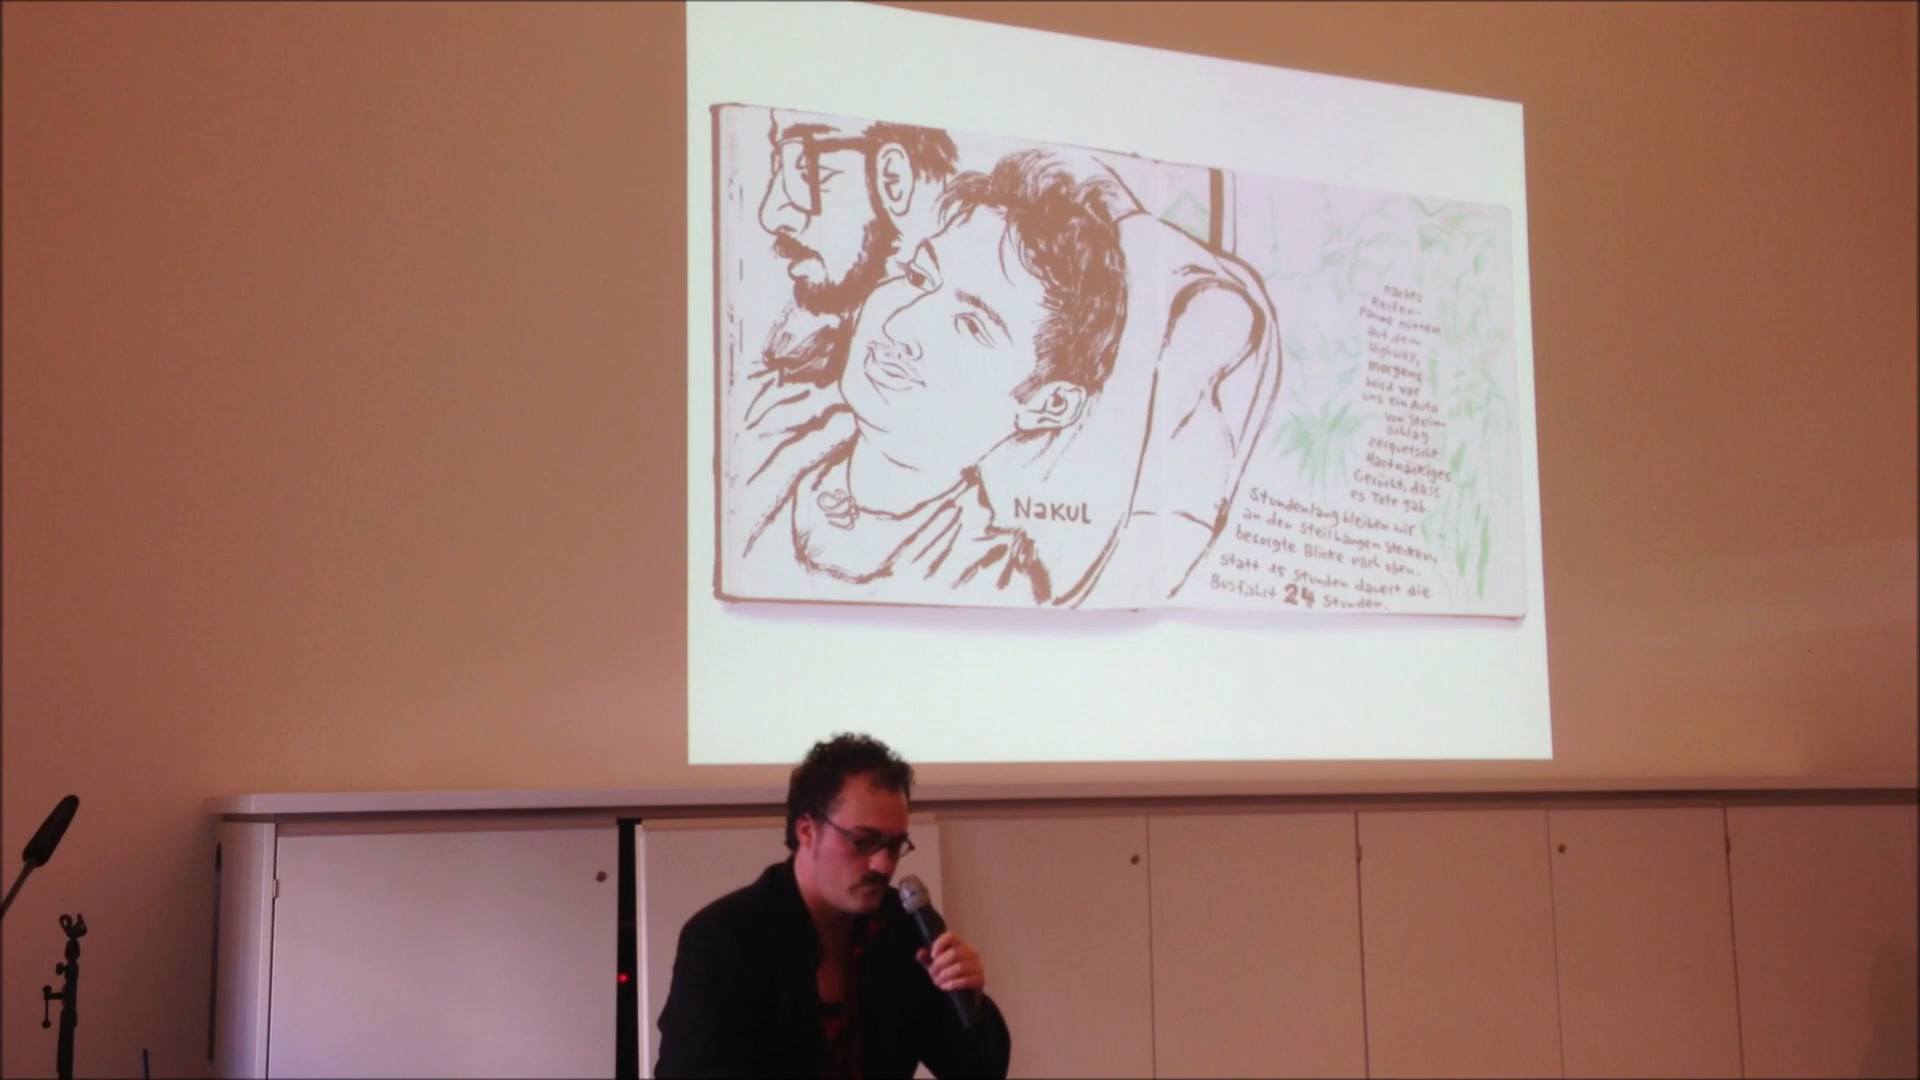 Nakul
nachts
Reifen-
panne mitten
auf dem
Highway,
morgens
wird vor
uns ein Auto
von Stein-
schlag
zerquetscht
Hartnäckiges
Gerücht, dass
es Tote gab.
Stundenlang bleiben wir
an den Steilhängen stecken,
besorgte Blicke nach oben.
statt 15 Stunden dauert die
Busfahrt 24 Stunden.